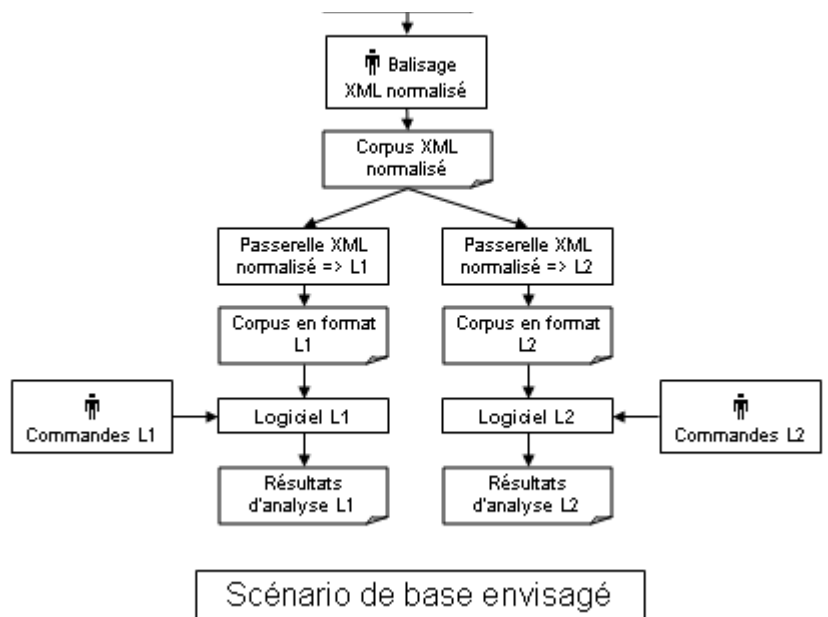 Balisage
XML normalisé
Corpus XML
normalisé
Passerelle XML
normalisé => L1
Passerelle XML
normalisé => L2
Corpus en format
L1
Corpus en format
L2
Commandes L1
Logiciel L1
Logiciel L2
Commandes L2
Résultats
d'analyse L1
Résultats
d'analyse L2
Scénario de base envisagé